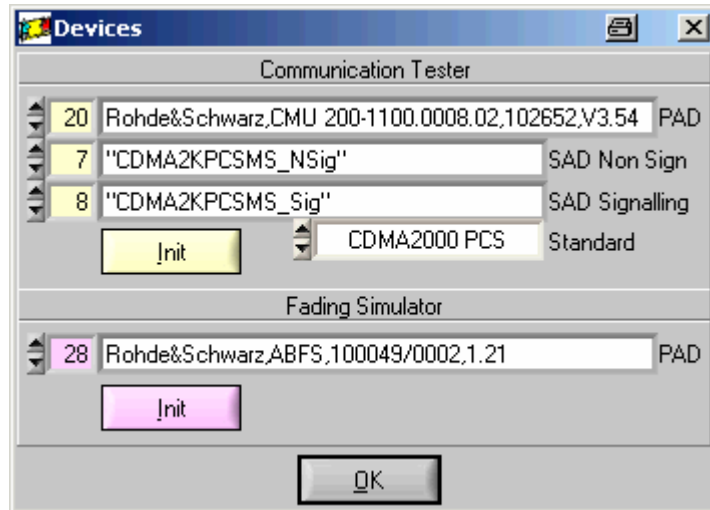 Devices
Communication Tester
20 Rohde&Schwarz,CMU 200-1100.0008.02,102652,V3.54 PAD
7 "CDMA2KPCSMS_NSig" SAD Non Sign
8 "CDMA2KPCSMS_Sig" SAD Signalling
Init CDMA2000 PCS Standard
Fading Simulator
28 Rohde&Schwarz,ABFS,100049/0002,1.21 PAD
Init
OK